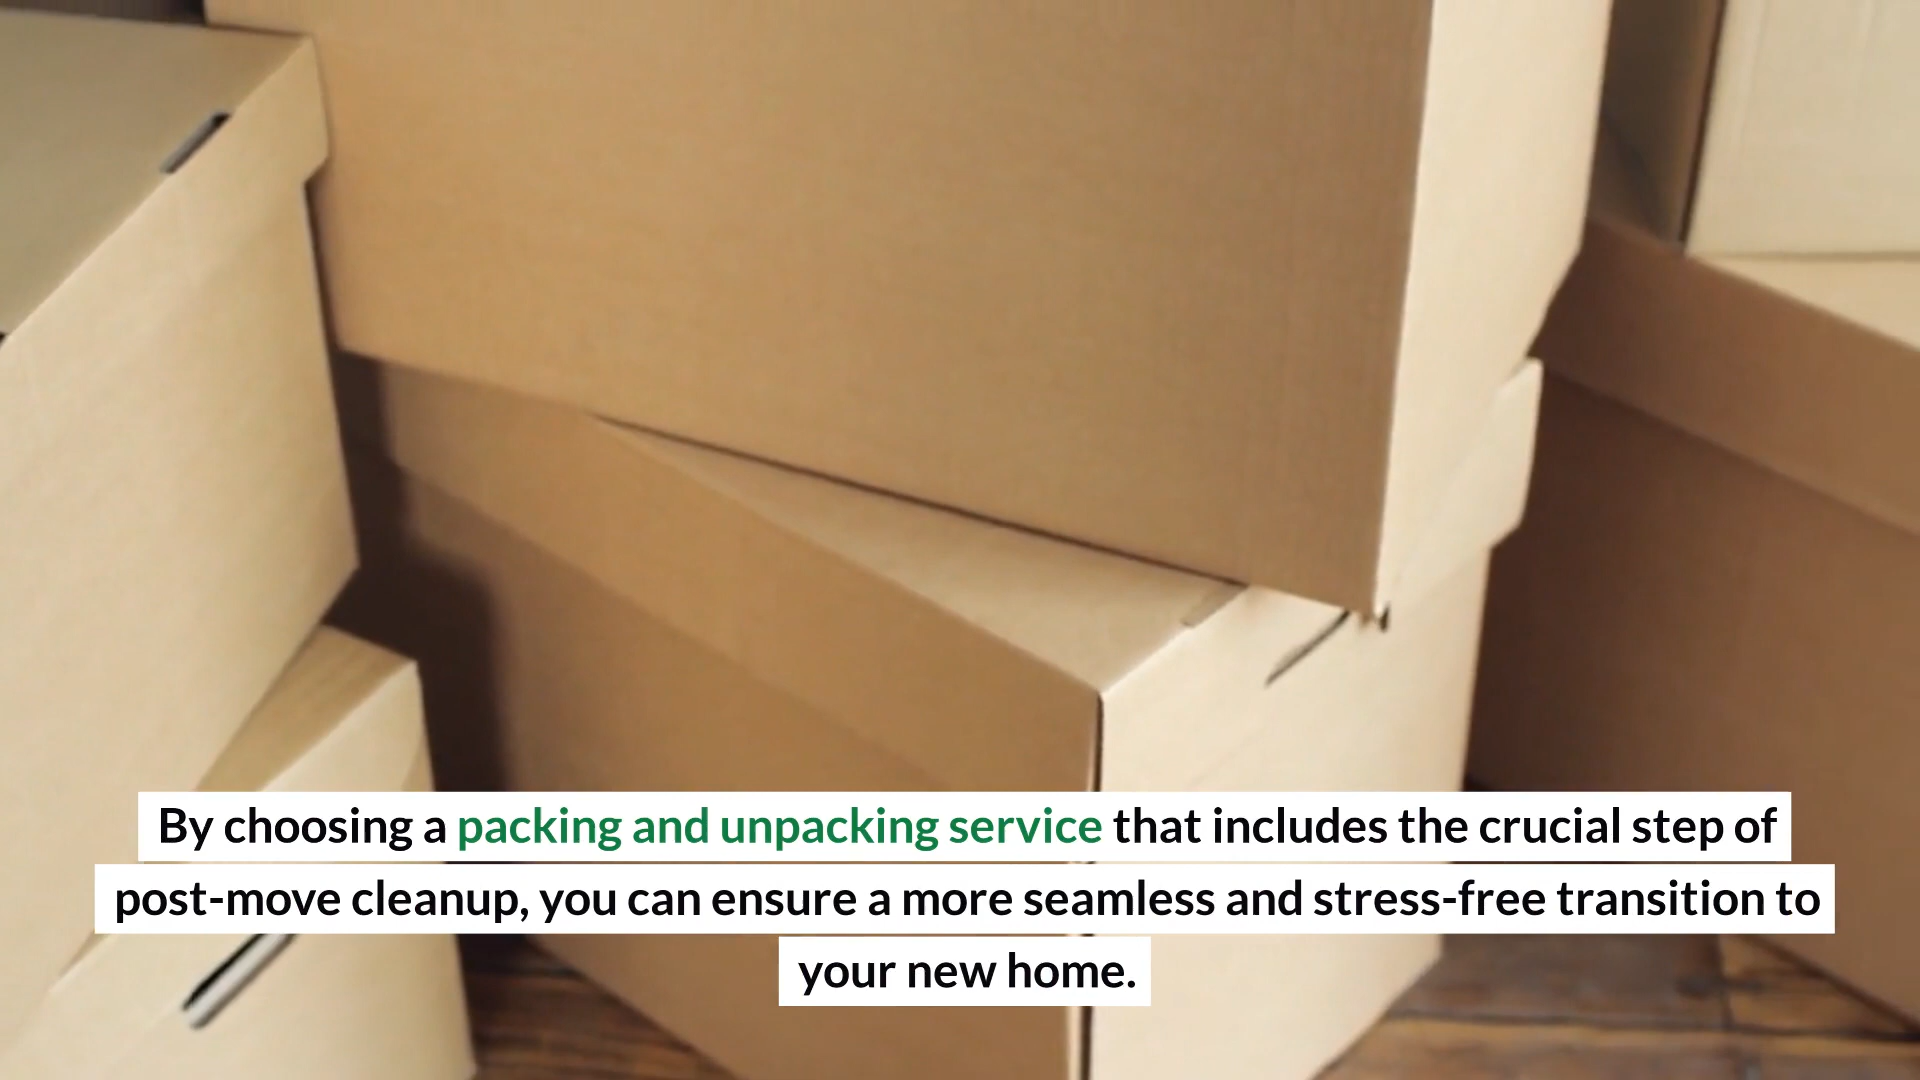 By choosing a packing and unpacking service that includes the crucial step of
post-move cleanup, you can ensure a more seamless and stress-free transition to
your new home.